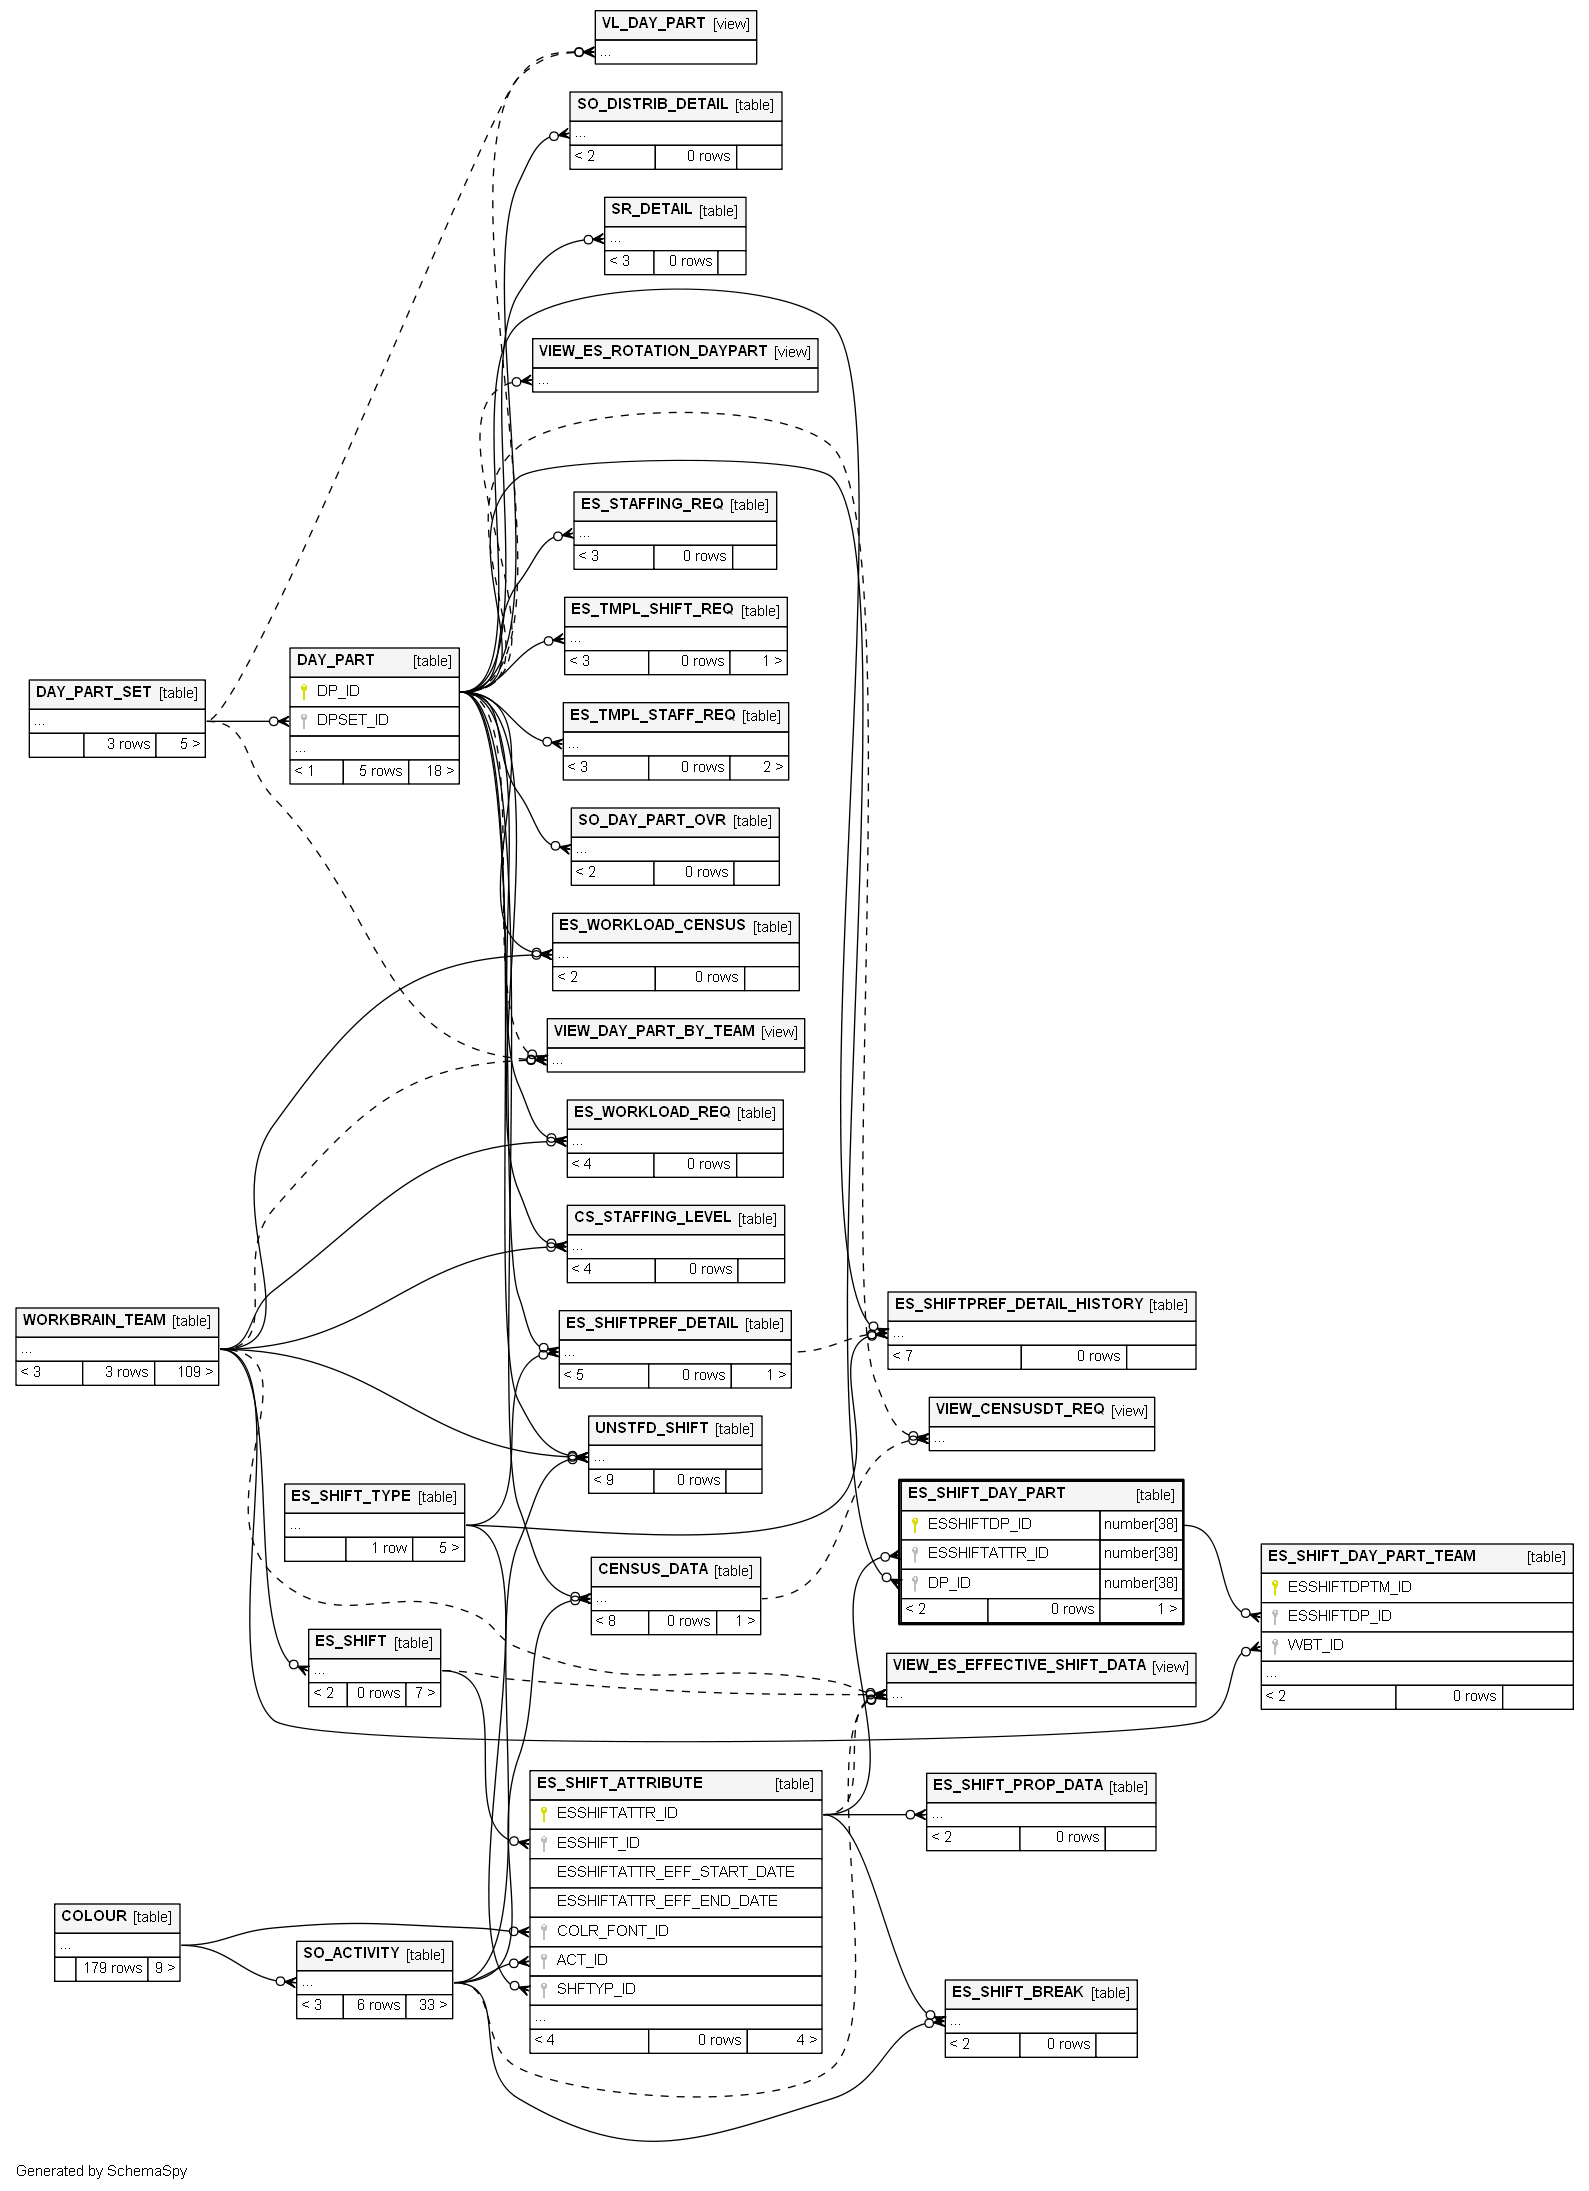 VL_DAY_PART [view]
...
SO_DISTRIB_DETAIL [table]
...
< 2 0 rows
SR_DETAIL [table]
...
< 3 0 rows
VIEW_ES_ROTATION_DAYPART [view]
...
ES_STAFFING_REQ [table]
...
< 3 0 rows
ES_TMPL_SHIFT_REQ [table]
...
< 3 0 rows 1 >
DAY_PART [table]
DP_ID
DPSET_ID
...
< 1 5 rows 18 >
DAY_PART_SET [table]
...
3 rows 5 >
ES_TMPL_STAFF_REQ [table]
...
< 3 0 rows 2 >
SO_DAY_PART_OVR [table]
...
< 2 0 rows
ES_WORKLOAD_CENSUS [table]
...
< 2 0 rows
VIEW_DAY_PART_BY_TEAM [view]
...
ES_WORKLOAD_REQ [table]
...
< 4 0 rows
CS_STAFFING_LEVEL [table]
...
< 4 0 rows
WORKBRAIN_TEAM [table]
...
< 3 3 rows 109 >
ES_SHIFTPREF_DETAIL [table]
...
< 5 0 rows 1 >
ES_SHIFTPREF_DETAIL_HISTORY [table]
...
< 7 0 rows
VIEW_CENSUSDT_REQ [view]
...
UNSTFD_SHIFT [table]
...
< 9 0 rows
ES_SHIFT_TYPE [table]
...
1 row 5 >
ES_SHIFT_DAY_PART [table]
ESSHIFTDP_ID number[38]
ESSHIFTATTR_ID number[38]
DP_ID number[38]
< 2 0 rows 1 >
ES_SHIFT_DAY_PART_TEAM [table]
ESSHIFTDPTM_ID
ESSHIFTDP_ID
WBT_ID
...
< 2 0 rows
CENSUS_DATA [table]
...
< 8 0 rows 1 >
ES_SHIFT [table]
...
< 2 0 rows 7 >
VIEW_ES_EFFECTIVE_SHIFT_DATA [view]
...
ES_SHIFT_ATTRIBUTE [table]
ESSHIFTATTR_ID
ESSHIFT_ID
ESSHIFTATTR_EFF_START_DATE
ESSHIFTATTR_EFF_END_DATE
COLR_FONT_ID
ACT_ID
SHFTYP_ID
...
< 4 0 rows 4 >
ES_SHIFT_PROP_DATA [table]
...
< 2 0 rows
COLOUR [table]
...
179 rows 9 >
SO_ACTIVITY [table]
...
< 3 6 rows 33 >
ES_SHIFT_BREAK [table]
...
< 2 0 rows
Generated by SchemaSpy